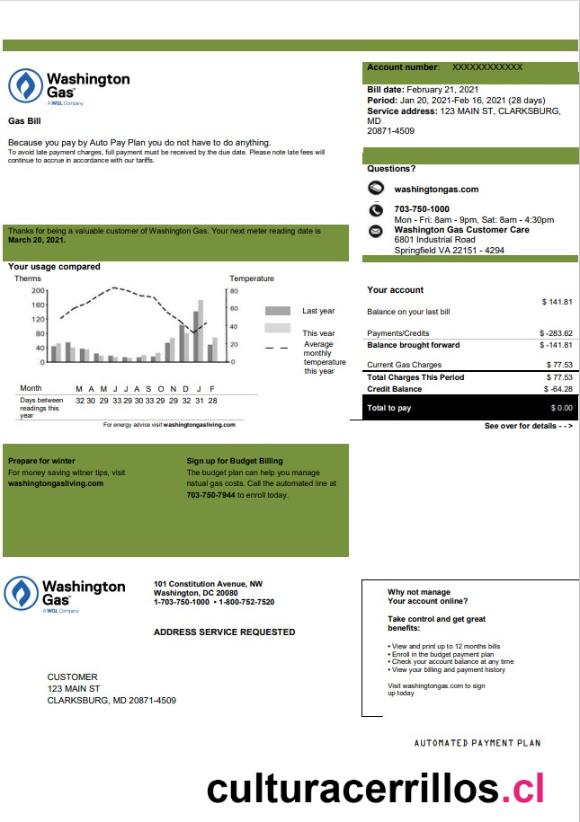 Account number: XXXXXXXXXXXX
Washington
Gas
A WGL Company
Bill date: February 21, 2021
Period: Jan 20, 2021-Feb 16, 2021 (28 days)
Service address: 123 MAIN ST, CLARKSBURG,
MD
20871-4509
Gas Bill
Because you pay by Auto Pay Plan you do not have to do anything.
To avoid late payment charges, full payment must be received by the due date. Please note late fees will
continue to accrue in accordance with our tariffs.
Questions?
washingtongas.com
703-750-1000
Mon - Fri: 8am - 9pm, Sat: 8am - 4:30pm
Washington Gas Customer Care
6801 Industrial Road
Springfield VA 22151 - 4294
Thanks for being a valuable customer of Washington Gas. Your next meter reading date is
March 20, 2021.
Your usage compared
Therms
Temperature
200
160
120
80
40
0
80
60
40
20
0
Last year
This year
Average
monthly
temperature
this year
Month M A M J J A S O N D J F
Days between
readings this
year
32 30 29 33 29 30 33 29 30 32 31 28
For energy advise visit washingtongasliving.com
Your account
$ 141.81
Balance on your last bill
Payments/Credits $ -283.62
Balance brought forward $ -141.81
Current Gas Charges $ 77.53
Total Charges This Period $ 77.53
Credit Balance $ -64.28
Total to pay $ 0.00
See over for details - - >
Prepare for winter
For money saving witner tips, visit
washingtongasliving.com
Sign up for Budget Billing
The budget plan can help you manage
natual gas costs. Call the automated line at
703-750-7944 to enroll today.
Washington
Gas
A WGL Company
101 Constitution Avenue, NW
Washington, DC 20080
1-703-750-1000 • 1-800-752-7520
ADDRESS SERVICE REQUESTED
Why not manage
Your account online?
Take control and get great
benefits:
• View and print up to 12 months bills
• Enroll in the budget payment plan
• Check your account balance at any time
• View your billing and payment history
Visit washingtongas.com to sign
up today
CUSTOMER
123 MAIN ST
CLARKSBURG, MD 20871-4509
AUTOMATED PAYMENT PLAN
culturacerrillos.cl